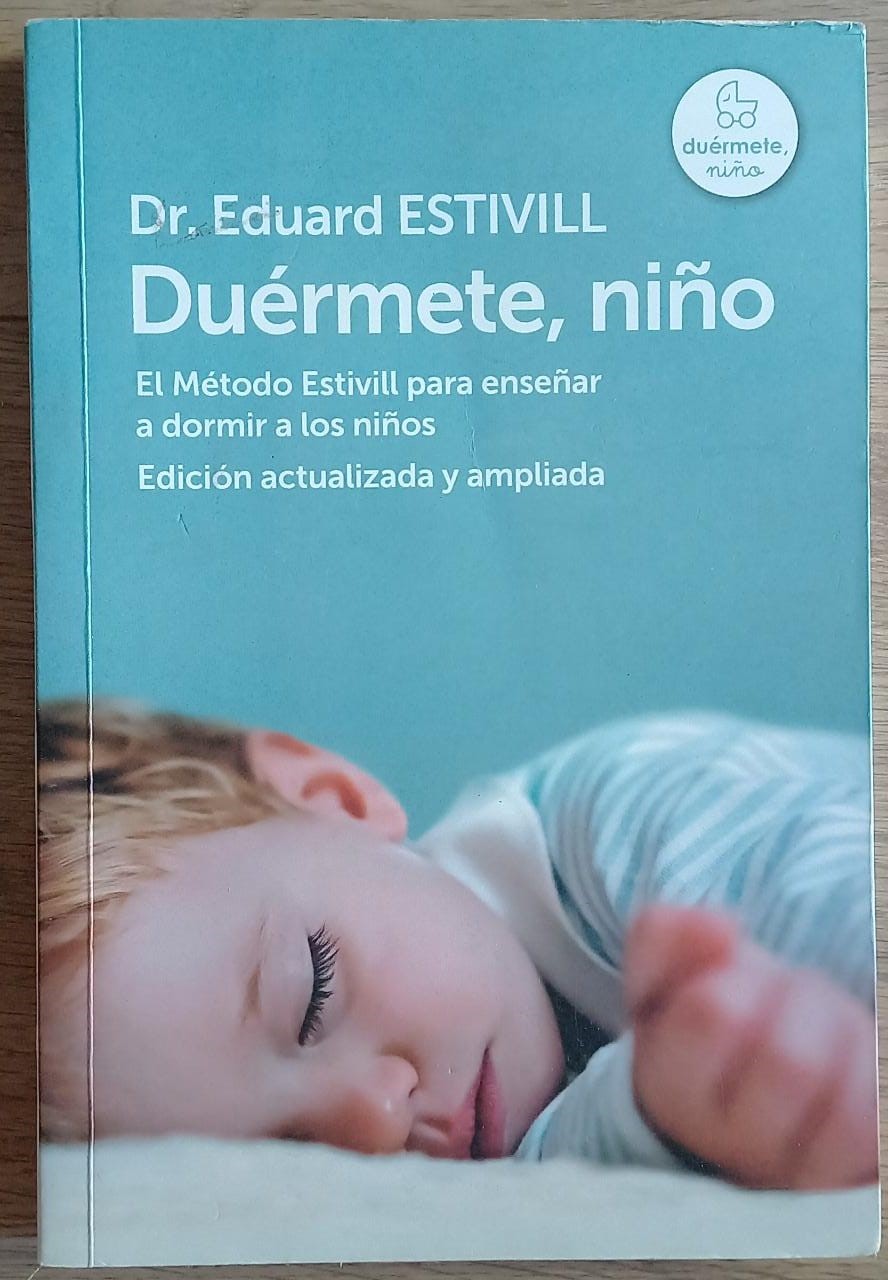 duérmete,
niño
Dr. Eduard ESTIVILL
Duérmete, niño
El Método Estivill para enseñar
a dormir a los niños
Edición actualizada y ampliada